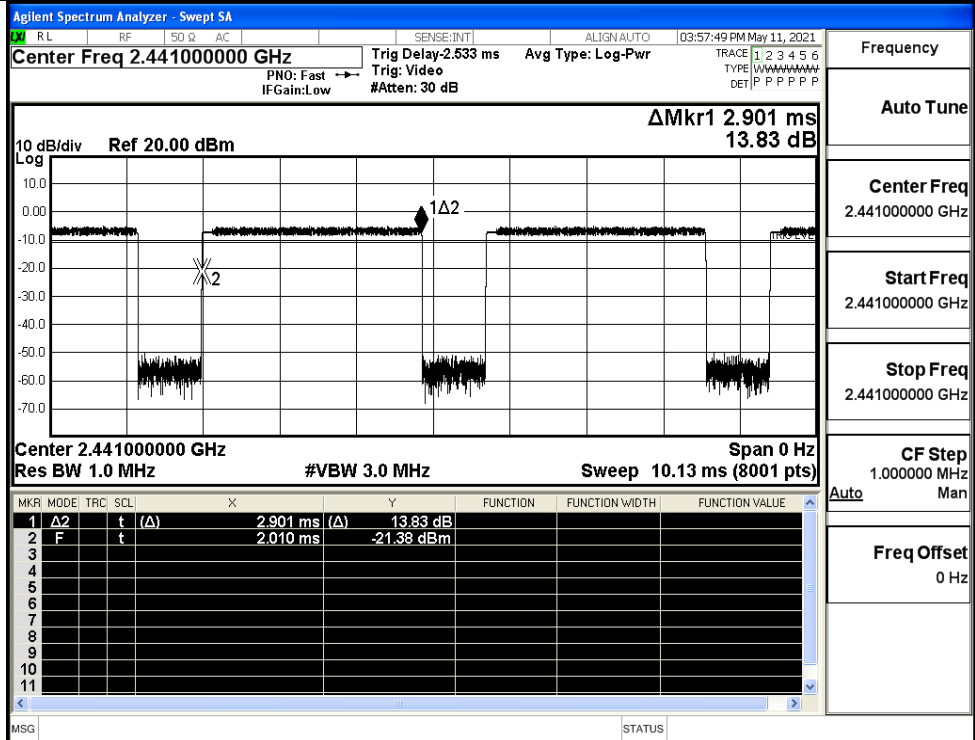 Agilent Spectrum Analyzer - Swept SA
LXI RL RF 50 Ω AC SENSE:INT ALIGN AUTO 03:57:49 PM May 11, 2021
Center Freq 2.441000000 GHz
PNO: Fast
IFGain:Low
Trig Delay-2.533 ms
Trig: Video
#Atten: 30 dB
Avg Type: Log-Pwr
TRACE 1 2 3 4 5 6
TYPE WWWWWW
DET P P P P P P
Frequency
ΔMkr1 2.901 ms
13.83 dB
10 dB/div Ref 20.00 dBm
Log
10.0
0.00
-10.0
-20.0
-30.0
-40.0
-50.0
-60.0
-70.0
1Δ2
2
Center 2.441000000 GHz Span 0 Hz
Res BW 1.0 MHz #VBW 3.0 MHz Sweep 10.13 ms (8001 pts)
MKR MODE TRC SCL X Y FUNCTION FUNCTION WIDTH FUNCTION VALUE
1 Δ2 t (Δ) 2.901 ms (Δ) 13.83 dB
2 F t 2.010 ms -21.38 dBm
3
4
5
6
7
8
9
10
11
MSG STATUS
Auto Tune
Center Freq
2.441000000 GHz
Start Freq
2.441000000 GHz
Stop Freq
2.441000000 GHz
CF Step
1.000000 MHz
Auto Man
Freq Offset
0 Hz